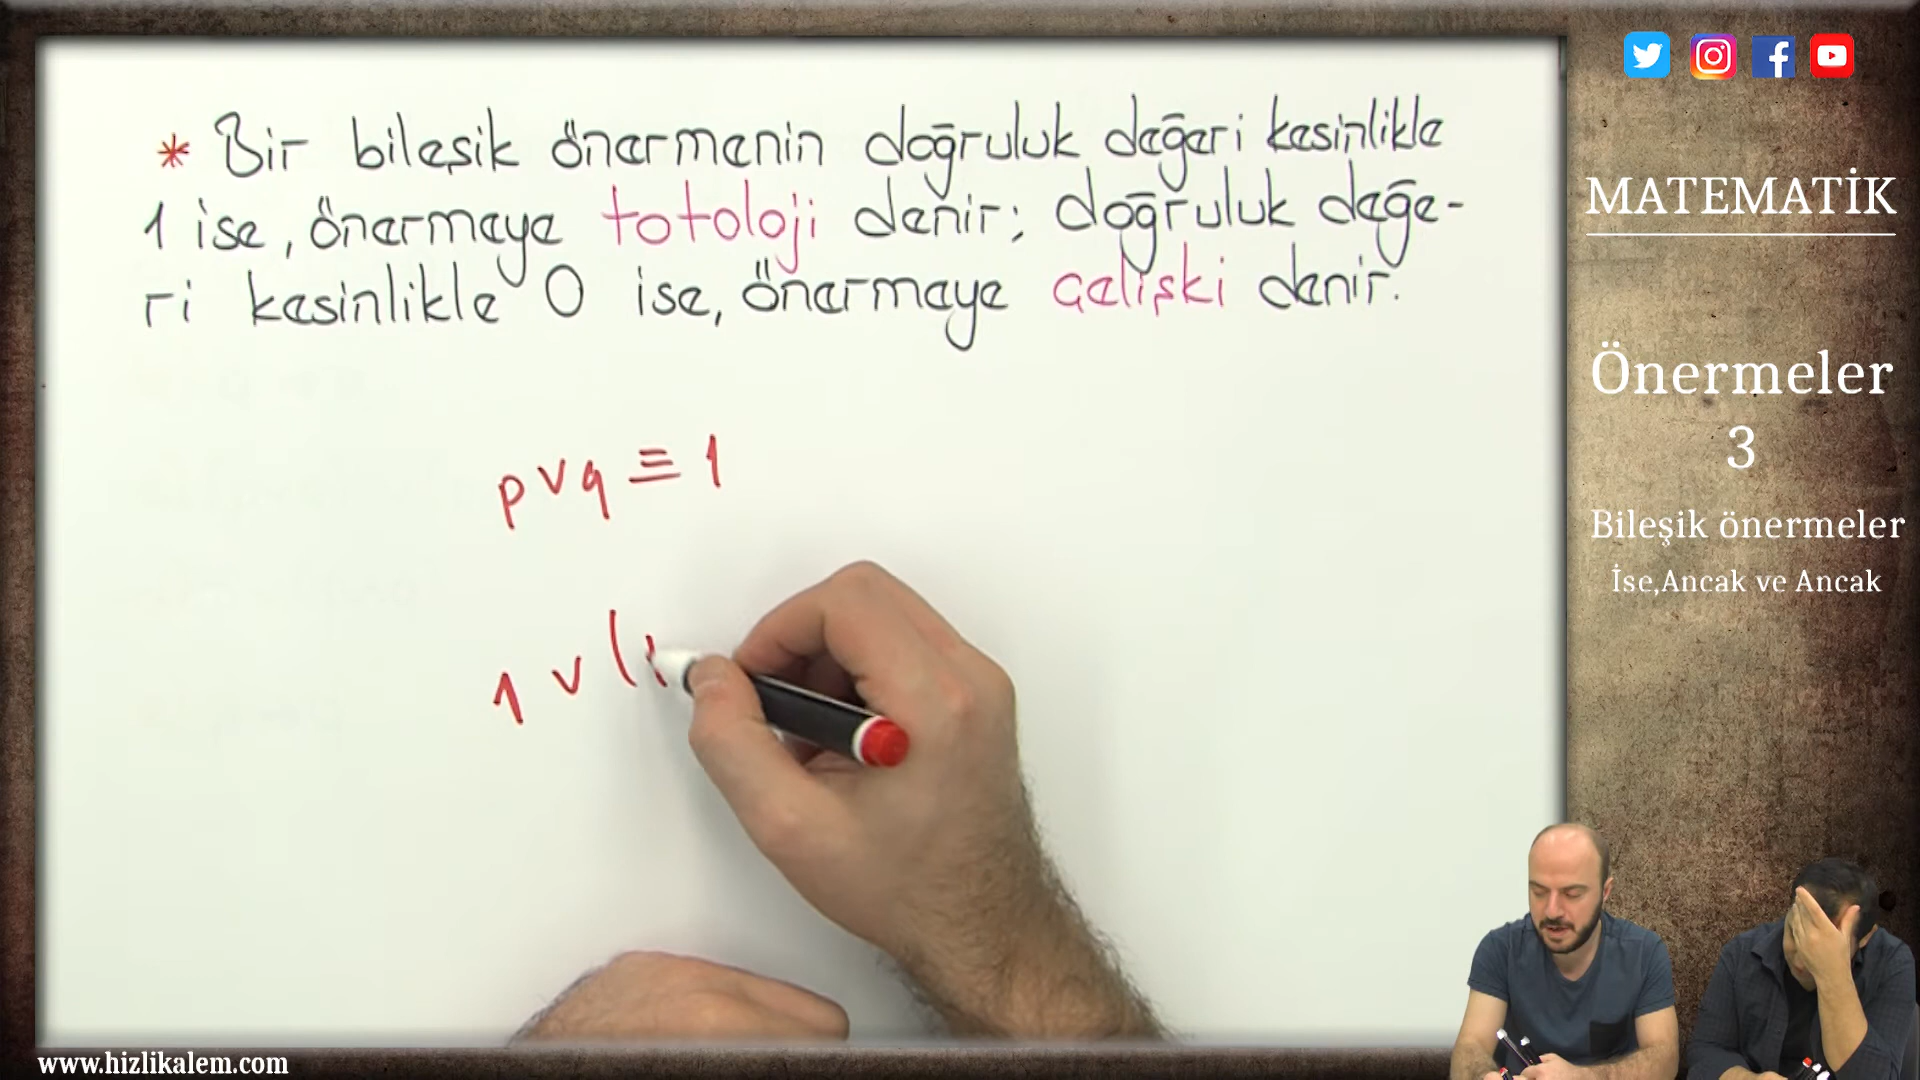 * Bir bileşik önermenin doğruluk değeri kesinlikle
1 ise, önermeye totoloji denir; doğruluk değe-
ri kesinlikle 0 ise, önermeye çelişki denir.
p v q ≡ 1
1 v (
MATEMATİK
Önermeler
3
Bileşik önermeler
İse,Ancak ve Ancak
www.hizlikalem.com